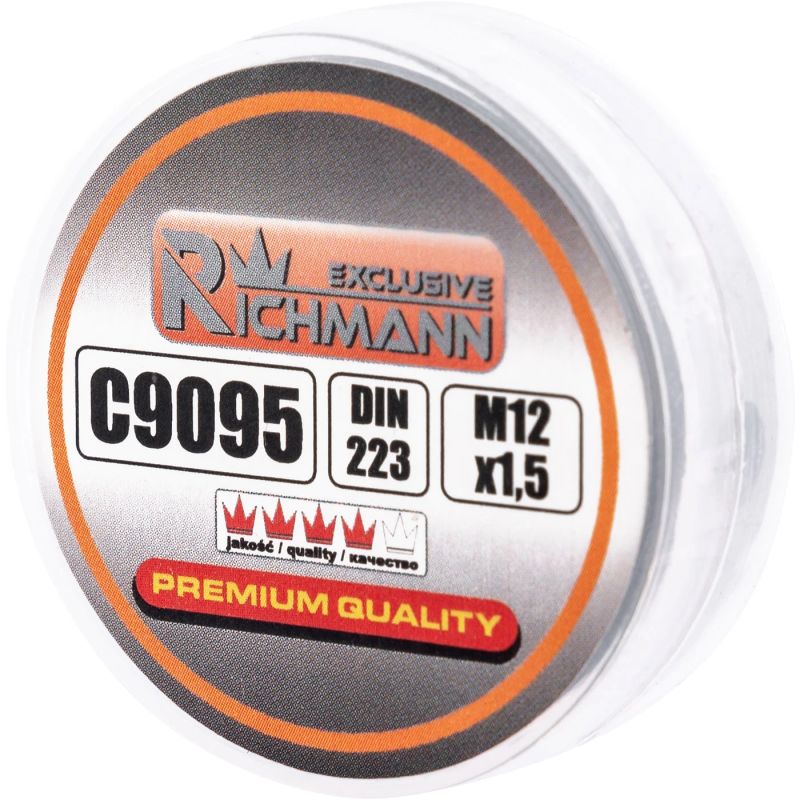 EXCLUSIVE
RICHMANN
C9095
DIN
223
M12
x1,5
jakość / quality / качество
PREMIUM QUALITY